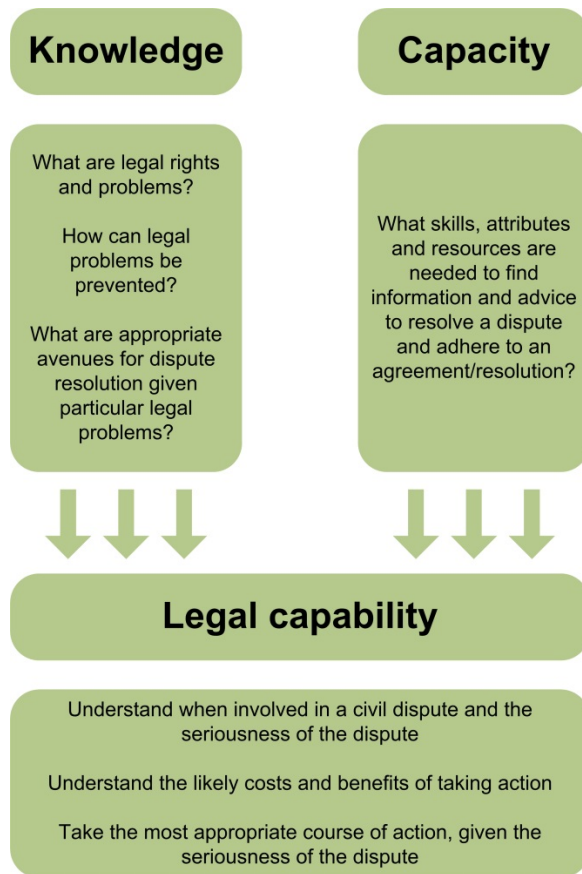 Knowledge
What are legal rights
and problems?
How can legal
problems be
prevented?
What are appropriate
avenues for dispute
resolution given
particular legal
problems?
Capacity
What skills, attributes
and resources are
needed to find
information and advice
to resolve a dispute
and adhere to an
agreement/resolution?
Legal capability
Understand when involved in a civil dispute and the
seriousness of the dispute
Understand the likely costs and benefits of taking action
Take the most appropriate course of action, given the
seriousness of the dispute